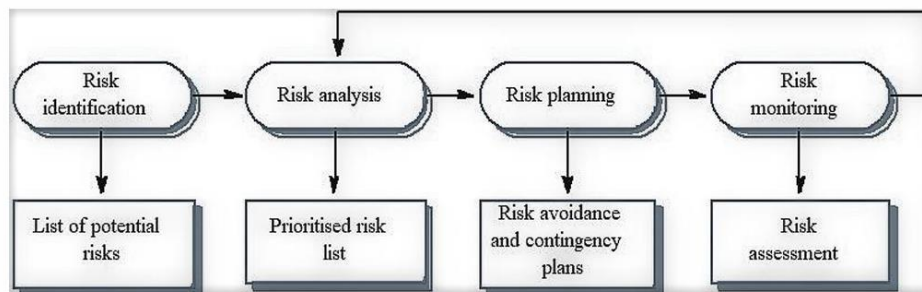 Risk
identification
Risk analysis
Risk planning
Risk
monitoring
List of potential
risks
Prioritised risk
list
Risk avoidance
and contingency
plans
Risk
assessment